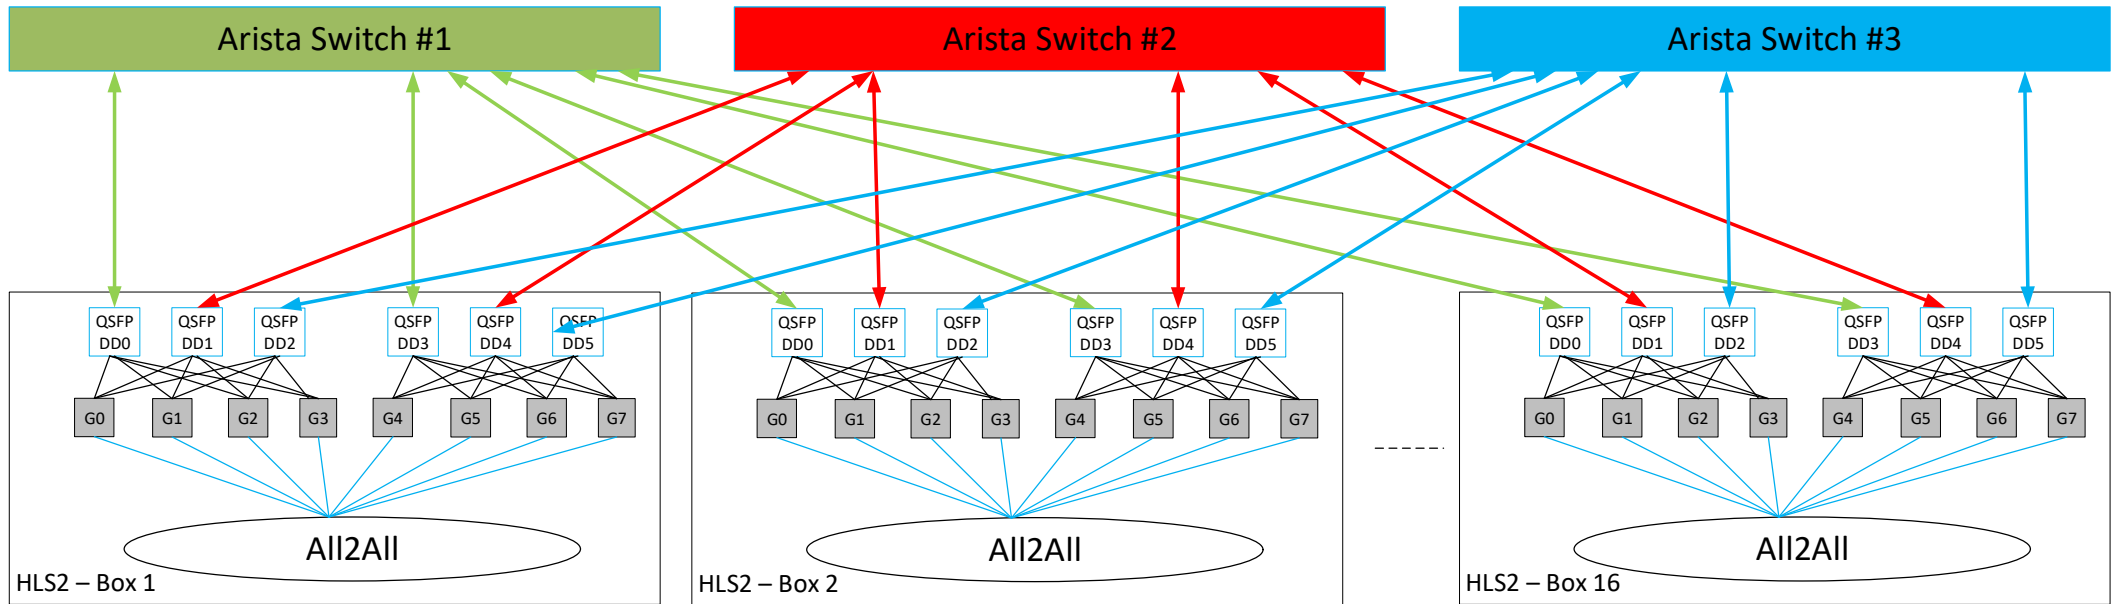 Arista Switch #1
Arista Switch #2
Arista Switch #3
QSFP
DD0
QSFP
DD1
QSFP
DD2
QSFP
DD3
QSFP
DD4
QSFP
DD5
G0
G1
G2
G3
G4
G5
G6
G7
All2All
HLS2 – Box 1
QSFP
DD0
QSFP
DD1
QSFP
DD2
QSFP
DD3
QSFP
DD4
QSFP
DD5
G0
G1
G2
G3
G4
G5
G6
G7
All2All
HLS2 – Box 2
QSFP
DD0
QSFP
DD1
QSFP
DD2
QSFP
DD3
QSFP
DD4
QSFP
DD5
G0
G1
G2
G3
G4
G5
G6
G7
All2All
HLS2 – Box 16